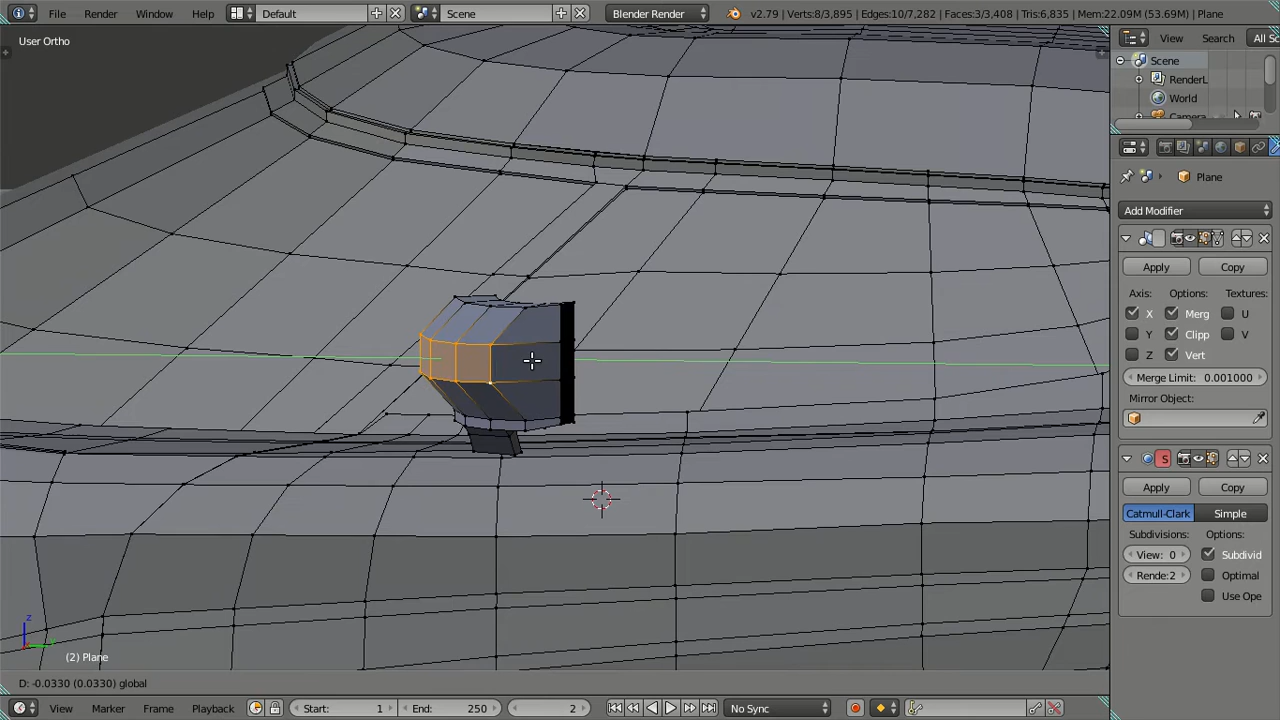 File Render Window Help Default Scene Blender Render v2.79 | Verts:8/3,895 | Edges:10/7,282 | Faces:3/3,408 | Tris:6,835 | Mem:22.09M (53.69M) | Plane
User Ortho
View Search All S
Scene
RenderL
World
Camera
Plane
Add Modifier
Apply Copy
Axis: Options: Textures:
X Merg U
Y Clipp V
Z Vert
Merge Limit: 0.001000
Mirror Object:
S
Apply Copy
Catmull-Clark Simple
Subdivisions: Options:
View: 0 Subdivid
Rende:2 Optimal
Use Ope
z
(2) Plane
D: -0.0330 (0.0330) global
View Marker Frame Playback Start: 1 End: 250 2 No Sync